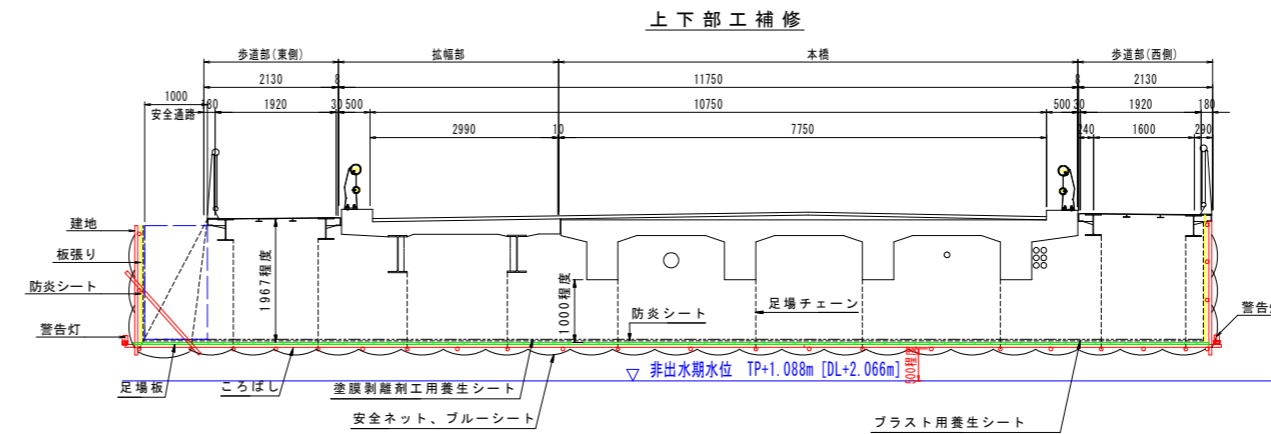 上下部工補修
歩道部(東側) 拡幅部 本橋 歩道部(西側)
2130 8 11750 8 2130
1000 180 1920 30 500 10750 500 30 1920 180
安全通路
2990 10 7750 240 1600 290
建地
板張り
防炎シート
警告灯
1967程度
1000程度
足場チェーン
防炎シート
警告灯
足場板
ころばし
塗膜剥離剤工用養生シート
安全ネット、ブルーシート
非出水期水位 TP+1.088m [DL+2.066m]
500程度
ブラスト用養生シート